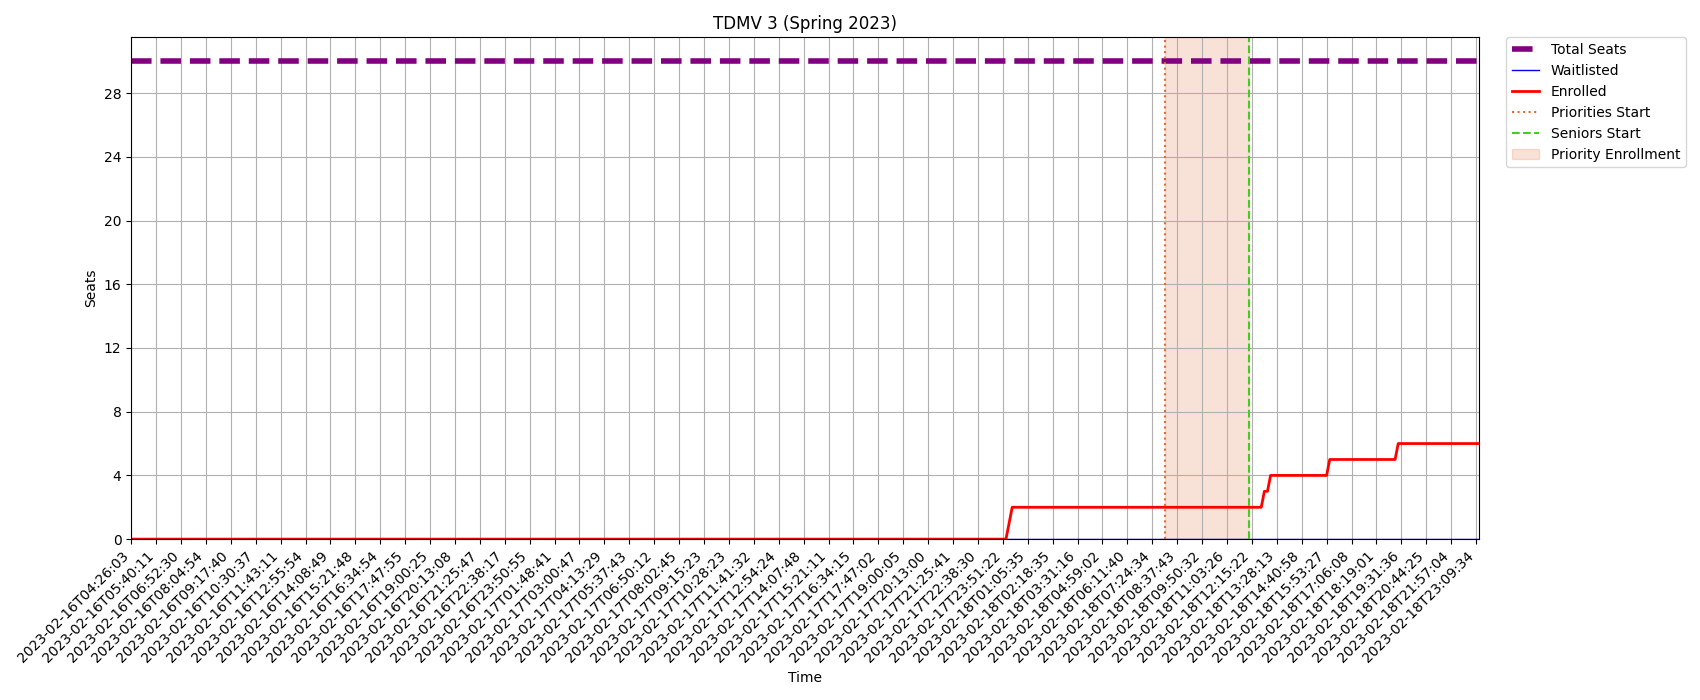 TDMV 3 (Spring 2023)
Total Seats
Waitlisted
Enrolled
Priorities Start
Seniors Start
Priority Enrollment
Seats
28
24
20
16
12
8
4
0
2023-02-16T04:26:03
2023-02-16T05:40:11
2023-02-16T06:52:30
2023-02-16T08:04:54
2023-02-16T09:17:40
2023-02-16T10:30:37
2023-02-16T11:43:11
2023-02-16T12:55:54
2023-02-16T14:08:49
2023-02-16T15:21:48
2023-02-16T16:34:54
2023-02-16T17:47:55
2023-02-16T19:00:25
2023-02-16T20:13:08
2023-02-16T21:25:47
2023-02-16T22:38:17
2023-02-16T23:50:55
2023-02-17T01:48:41
2023-02-17T03:00:47
2023-02-17T04:13:29
2023-02-17T05:37:43
2023-02-17T06:50:12
2023-02-17T08:02:45
2023-02-17T09:15:23
2023-02-17T10:28:23
2023-02-17T11:41:32
2023-02-17T12:54:24
2023-02-17T14:07:48
2023-02-17T15:21:11
2023-02-17T16:34:15
2023-02-17T17:47:02
2023-02-17T19:00:05
2023-02-17T20:13:00
2023-02-17T21:25:41
2023-02-17T22:38:30
2023-02-17T23:51:22
2023-02-18T01:05:35
2023-02-18T02:18:35
2023-02-18T03:31:16
2023-02-18T04:59:02
2023-02-18T06:11:40
2023-02-18T07:24:34
2023-02-18T08:37:43
2023-02-18T09:50:32
2023-02-18T11:03:26
2023-02-18T12:15:22
2023-02-18T13:28:13
2023-02-18T14:40:58
2023-02-18T15:53:27
2023-02-18T17:06:08
2023-02-18T18:19:01
2023-02-18T19:31:36
2023-02-18T20:44:25
2023-02-18T21:57:04
2023-02-18T23:09:34
Time